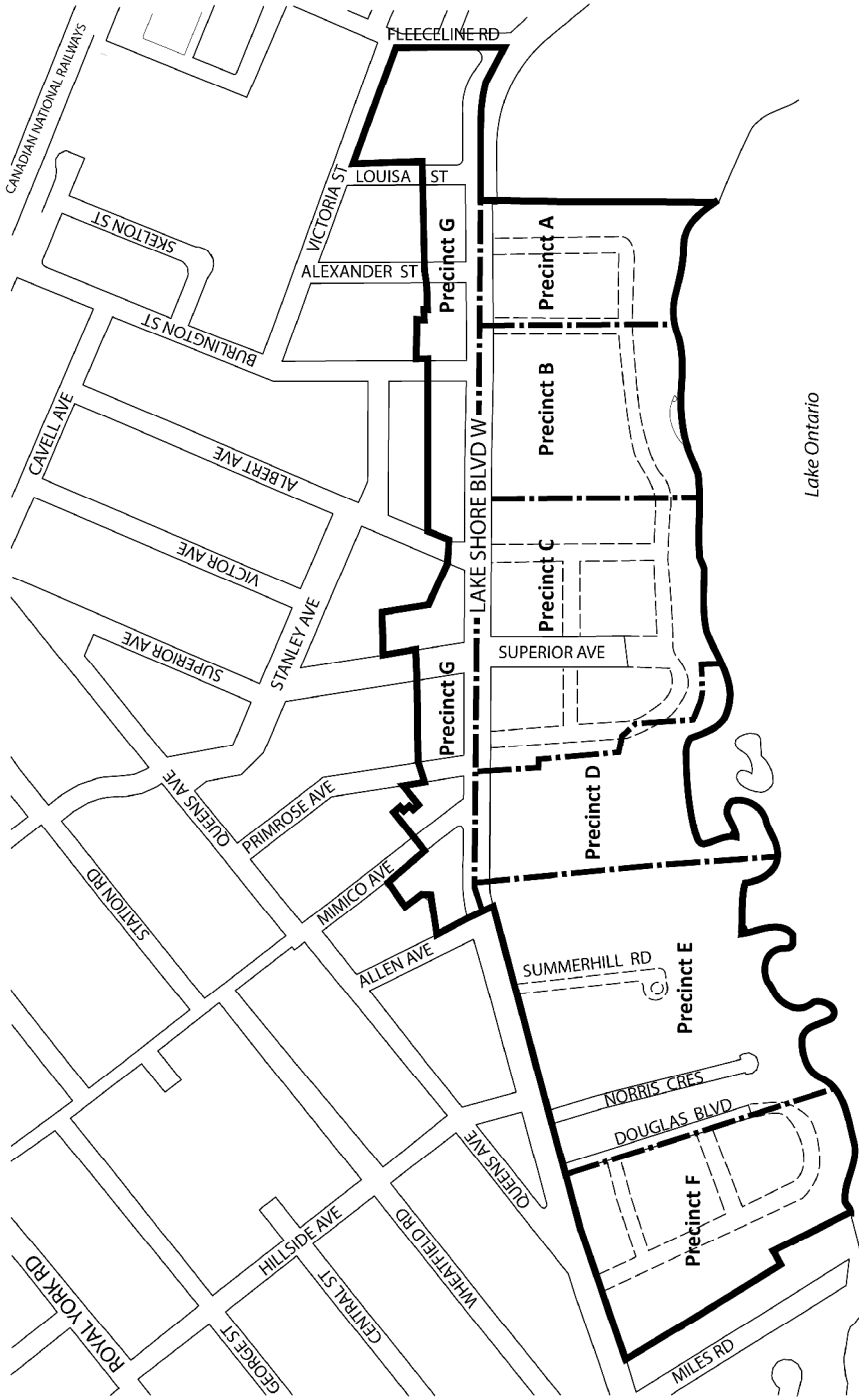 FLEECELINE RD
CANADIAN NATIONAL RAILWAYS
VICTORIA ST
LOUISA ST
SKELTON ST
ALEXANDER ST
Precinct G
Precinct A
BURLINGTON ST
CAVELL AVE
ALBERT AVE
Precinct B
Lake Ontario
VICTOR AVE
LAKE SHORE BLVD W
Precinct C
STANLEY AVE
SUPERIOR AVE
SUPERIOR AVE
Precinct G
QUEENS AVE
PRIMROSE AVE
Precinct D
STATION RD
MIMICO AVE
ALLEN AVE
SUMMERHILL RD
Precinct E
NORRIS CRES
DOUGLAS BLVD
QUEENS AVE
Precinct F
HILLSIDE AVE
WHEATFIELD RD
ROYAL YORK RD
CENTRAL ST
GEORGE ST
MILES RD